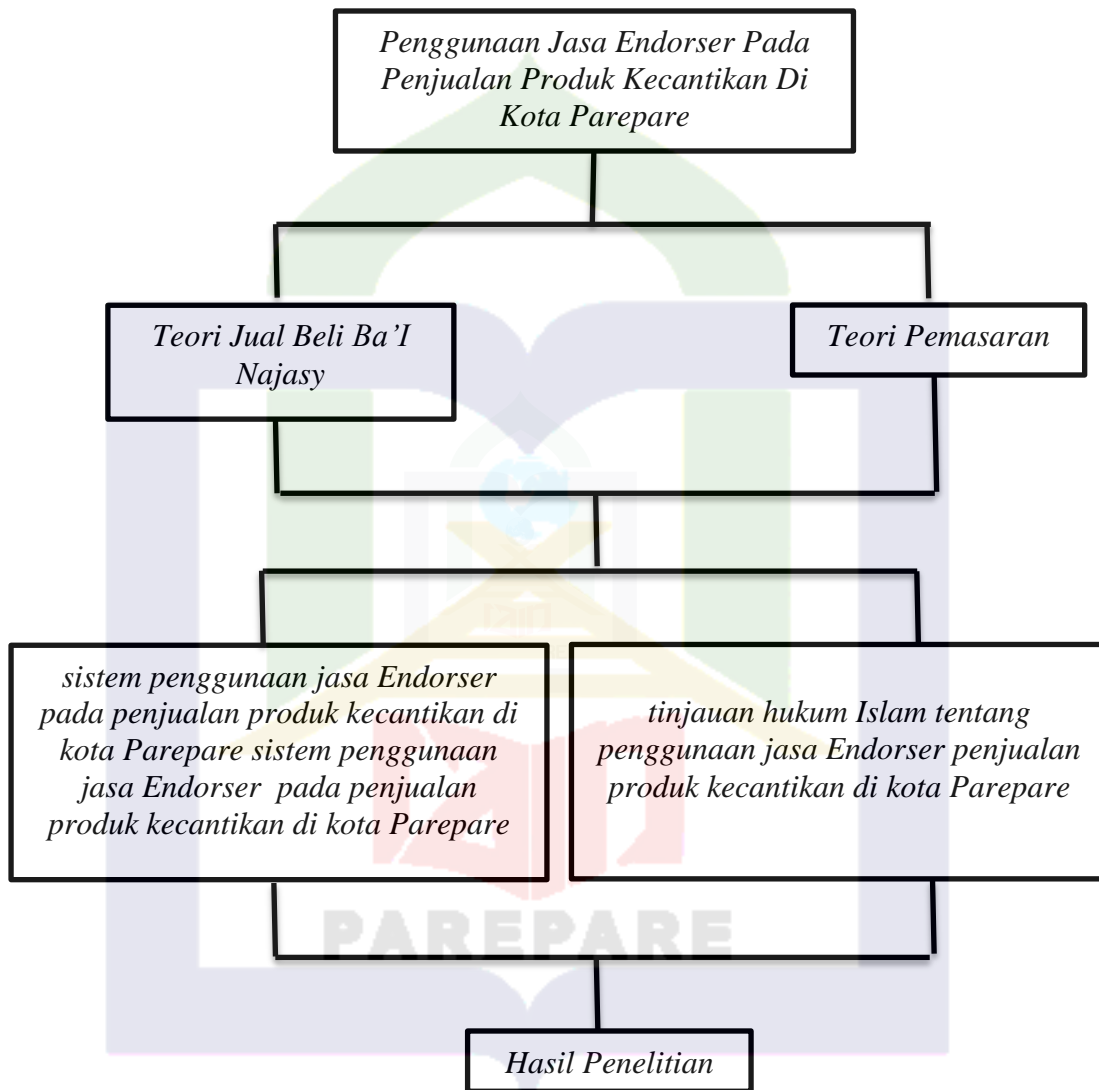 Penggunaan Jasa Endorser Pada
Penjualan Produk Kecantikan Di
Kota Parepare
Teori Jual Beli Ba’I
Najasy
Teori Pemasaran
sistem penggunaan jasa Endorser
pada penjualan produk kecantikan di
kota Parepare sistem penggunaan
jasa Endorser pada penjualan
produk kecantikan di kota Parepare
tinjauan hukum Islam tentang
penggunaan jasa Endorser penjualan
produk kecantikan di kota Parepare
PAREPARE
Hasil Penelitian